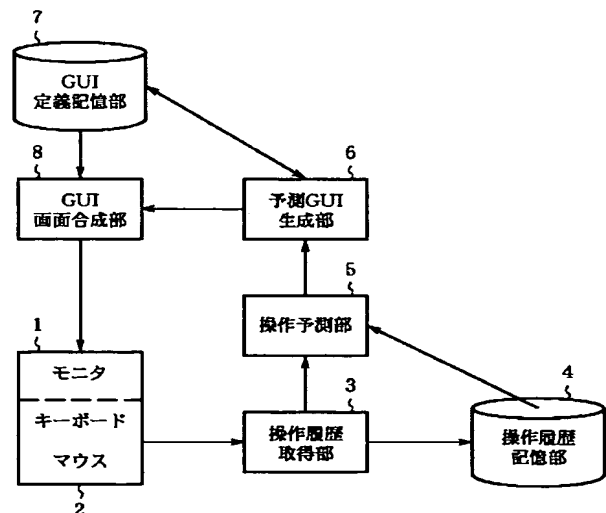 7
GUI
定義記憶部
8
GUI
画面合成部
6
予測GUI
生成部
5
操作予測部
1
モニタ
キーボード
マウス
2
3
操作履歴
取得部
4
操作履歴
記憶部